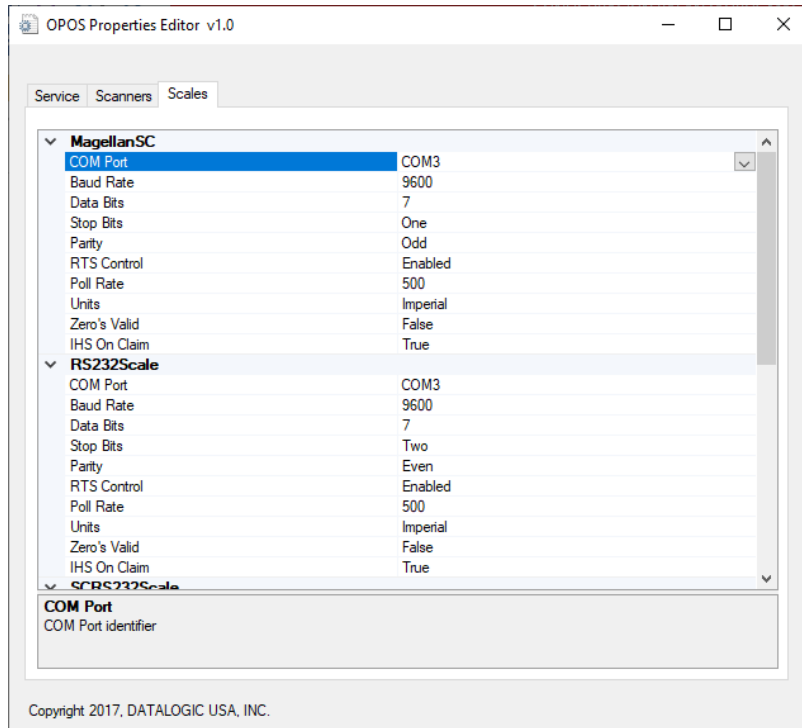 OPOS Properties Editor v1.0
Service Scanners Scales
MagellanSC
COM Port COM3
Baud Rate 9600
Data Bits 7
Stop Bits One
Parity Odd
RTS Control Enabled
Poll Rate 500
Units Imperial
Zero's Valid False
IHS On Claim True
RS232Scale
COM Port COM3
Baud Rate 9600
Data Bits 7
Stop Bits Two
Parity Even
RTS Control Enabled
Poll Rate 500
Units Imperial
Zero's Valid False
IHS On Claim True
SCRS232Scale
COM Port
COM Port identifier
Copyright 2017, DATALOGIC USA, INC.